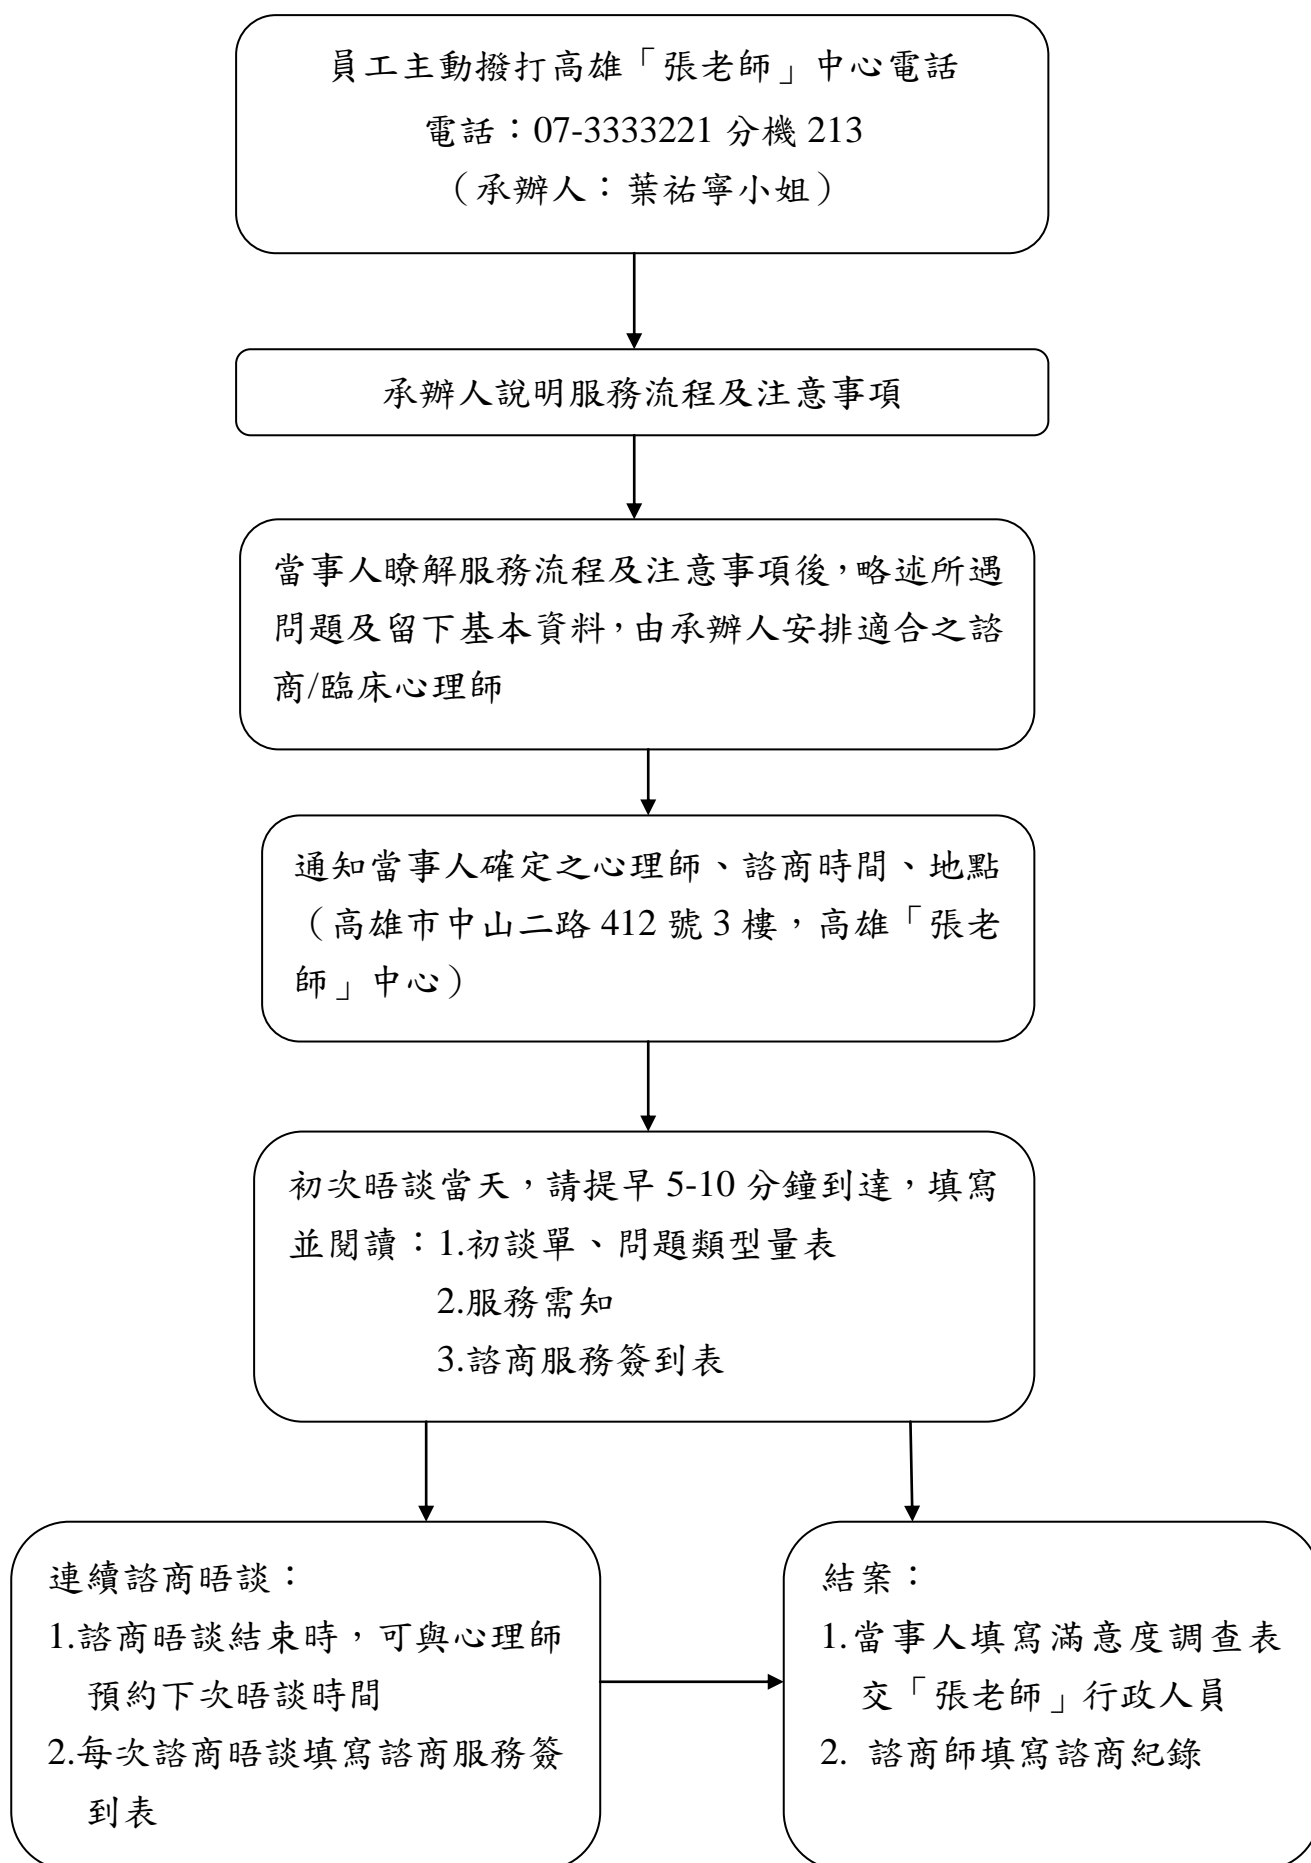 員工主動撥打高雄「張老師」中心電話
電話：07-3333221 分機 213
（承辦人：葉祐寧小姐）
承辦人說明服務流程及注意事項
當事人瞭解服務流程及注意事項後，略述所遇
問題及留下基本資料，由承辦人安排適合之諮
商/臨床心理師
通知當事人確定之心理師、諮商時間、地點
（高雄市中山二路 412 號 3 樓，高雄「張老
師」中心）
初次晤談當天，請提早 5-10 分鐘到達，填寫
並閱讀：1.初談單、問題類型量表
2.服務需知
3.諮商服務簽到表
連續諮商晤談：
1.諮商晤談結束時，可與心理師
預約下次晤談時間
2.每次諮商晤談填寫諮商服務簽
到表
結案：
1.當事人填寫滿意度調查表
交「張老師」行政人員
2. 諮商師填寫諮商紀錄